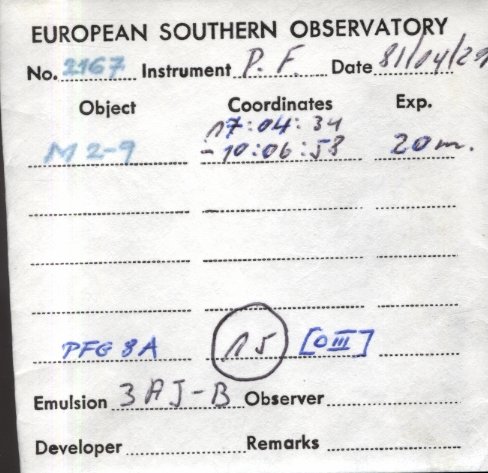 EUROPEAN SOUTHERN OBSERVATORY
No. 2167 Instrument P. F. Date 81/04/29
Object Coordinates Exp.
17:04:34
M 2-9 -10:06:58 20m.
PFG 8A 15 [OIII]
Emulsion 3AJ-B Observer
Developer Remarks